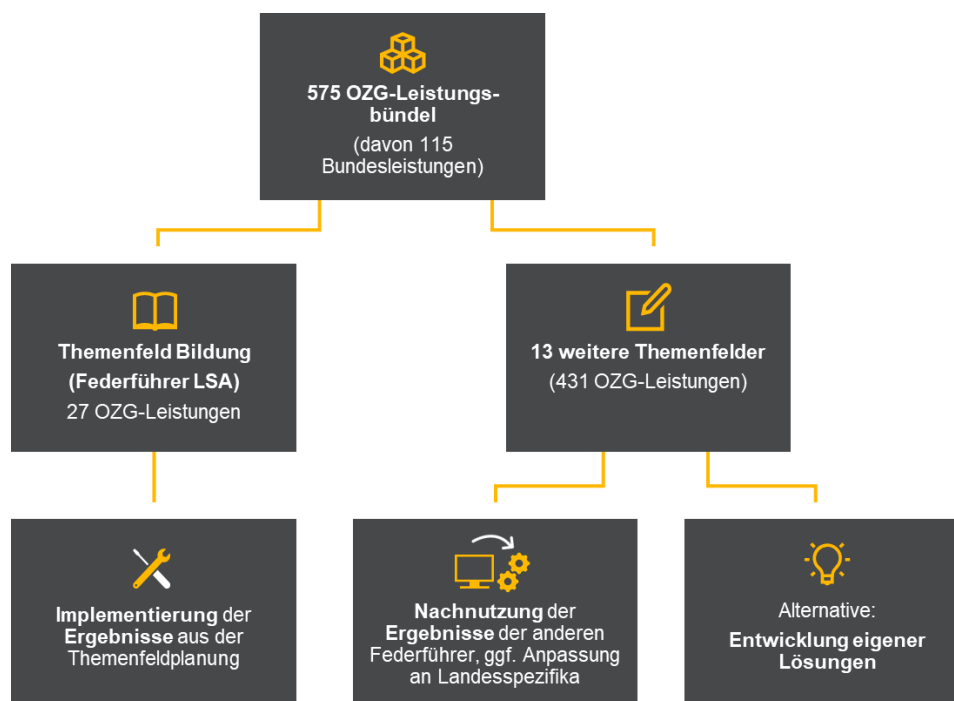 575 OZG-Leistungs-
bündel
(davon 115
Bundesleistungen)
Themenfeld Bildung
(Federführer LSA)
27 OZG-Leistungen
13 weitere Themenfelder
(431 OZG-Leistungen)
Implementierung der
Ergebnisse aus der
Themenfeldplanung
Nachnutzung der
Ergebnisse der anderen
Federführer, ggf. Anpassung
an Landesspezifika
Alternative:
Entwicklung eigener
Lösungen